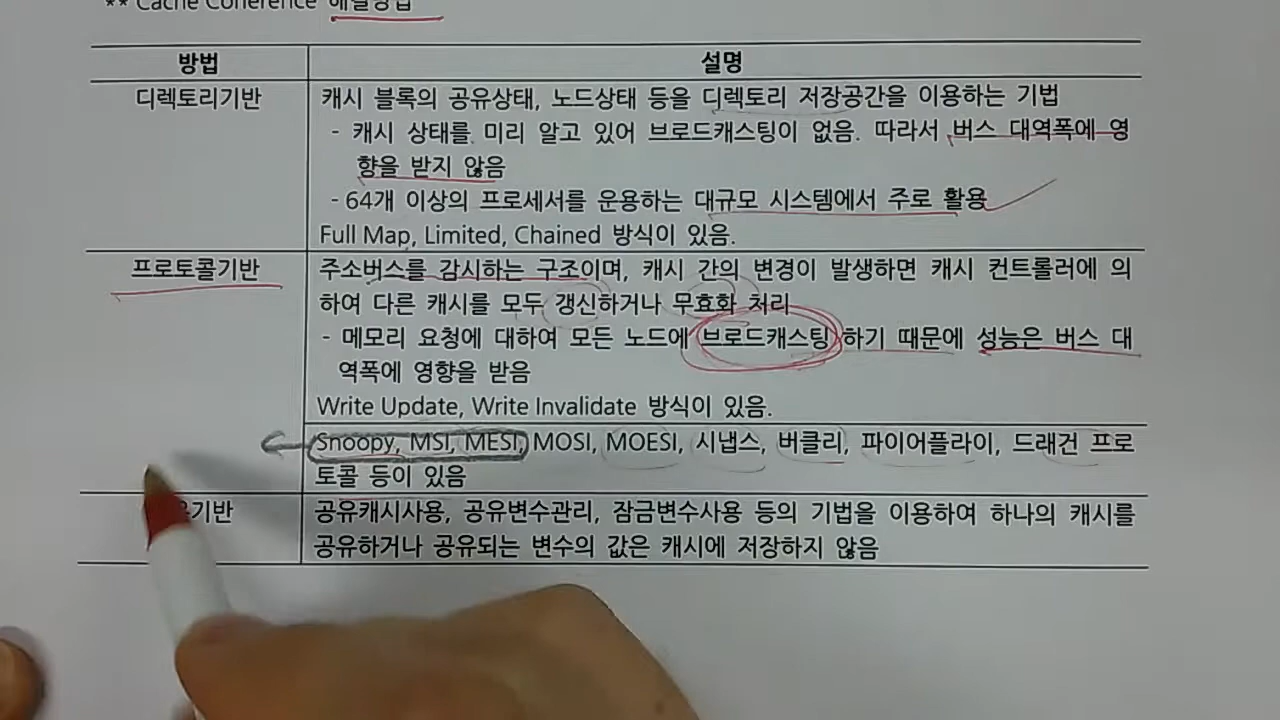 ** Cache Coherence 해결방법
방법 설명
디렉토리기반 캐시 블록의 공유상태, 노드상태 등을 디렉토리 저장공간을 이용하는 기법
- 캐시 상태를 미리 알고 있어 브로드캐스팅이 없음. 따라서 버스 대역폭에 영
향을 받지 않음
- 64개 이상의 프로세서를 운용하는 대규모 시스템에서 주로 활용
Full Map, Limited, Chained 방식이 있음.
프로토콜기반 주소버스를 감시하는 구조이며, 캐시 간의 변경이 발생하면 캐시 컨트롤러에 의
하여 다른 캐시를 모두 갱신하거나 무효화 처리
- 메모리 요청에 대하여 모든 노드에 브로드캐스팅 하기 때문에 성능은 버스 대
역폭에 영향을 받음
Write Update, Write Invalidate 방식이 있음.
Snoopy, MSI, MESI, MOSI, MOESI, 시냅스, 버클리, 파이어플라이, 드래건 프로
토콜 등이 있음
기반 공유캐시사용, 공유변수관리, 잠금변수사용 등의 기법을 이용하여 하나의 캐시를
공유하거나 공유되는 변수의 값은 캐시에 저장하지 않음